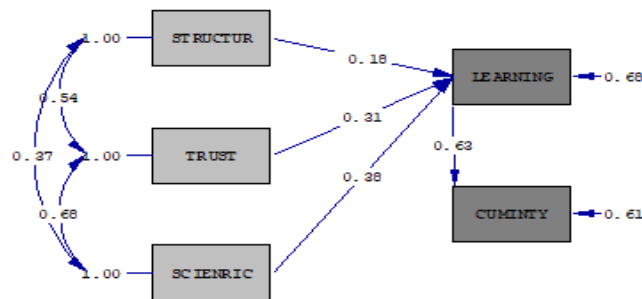 1.00 STRUCTUR
0.18
LEARNING 0.68
0.54
0.31
0.63
0.37 1.00 TRUST
0.38
0.68
CUMINTY 0.61
1.00 SCIENRIC